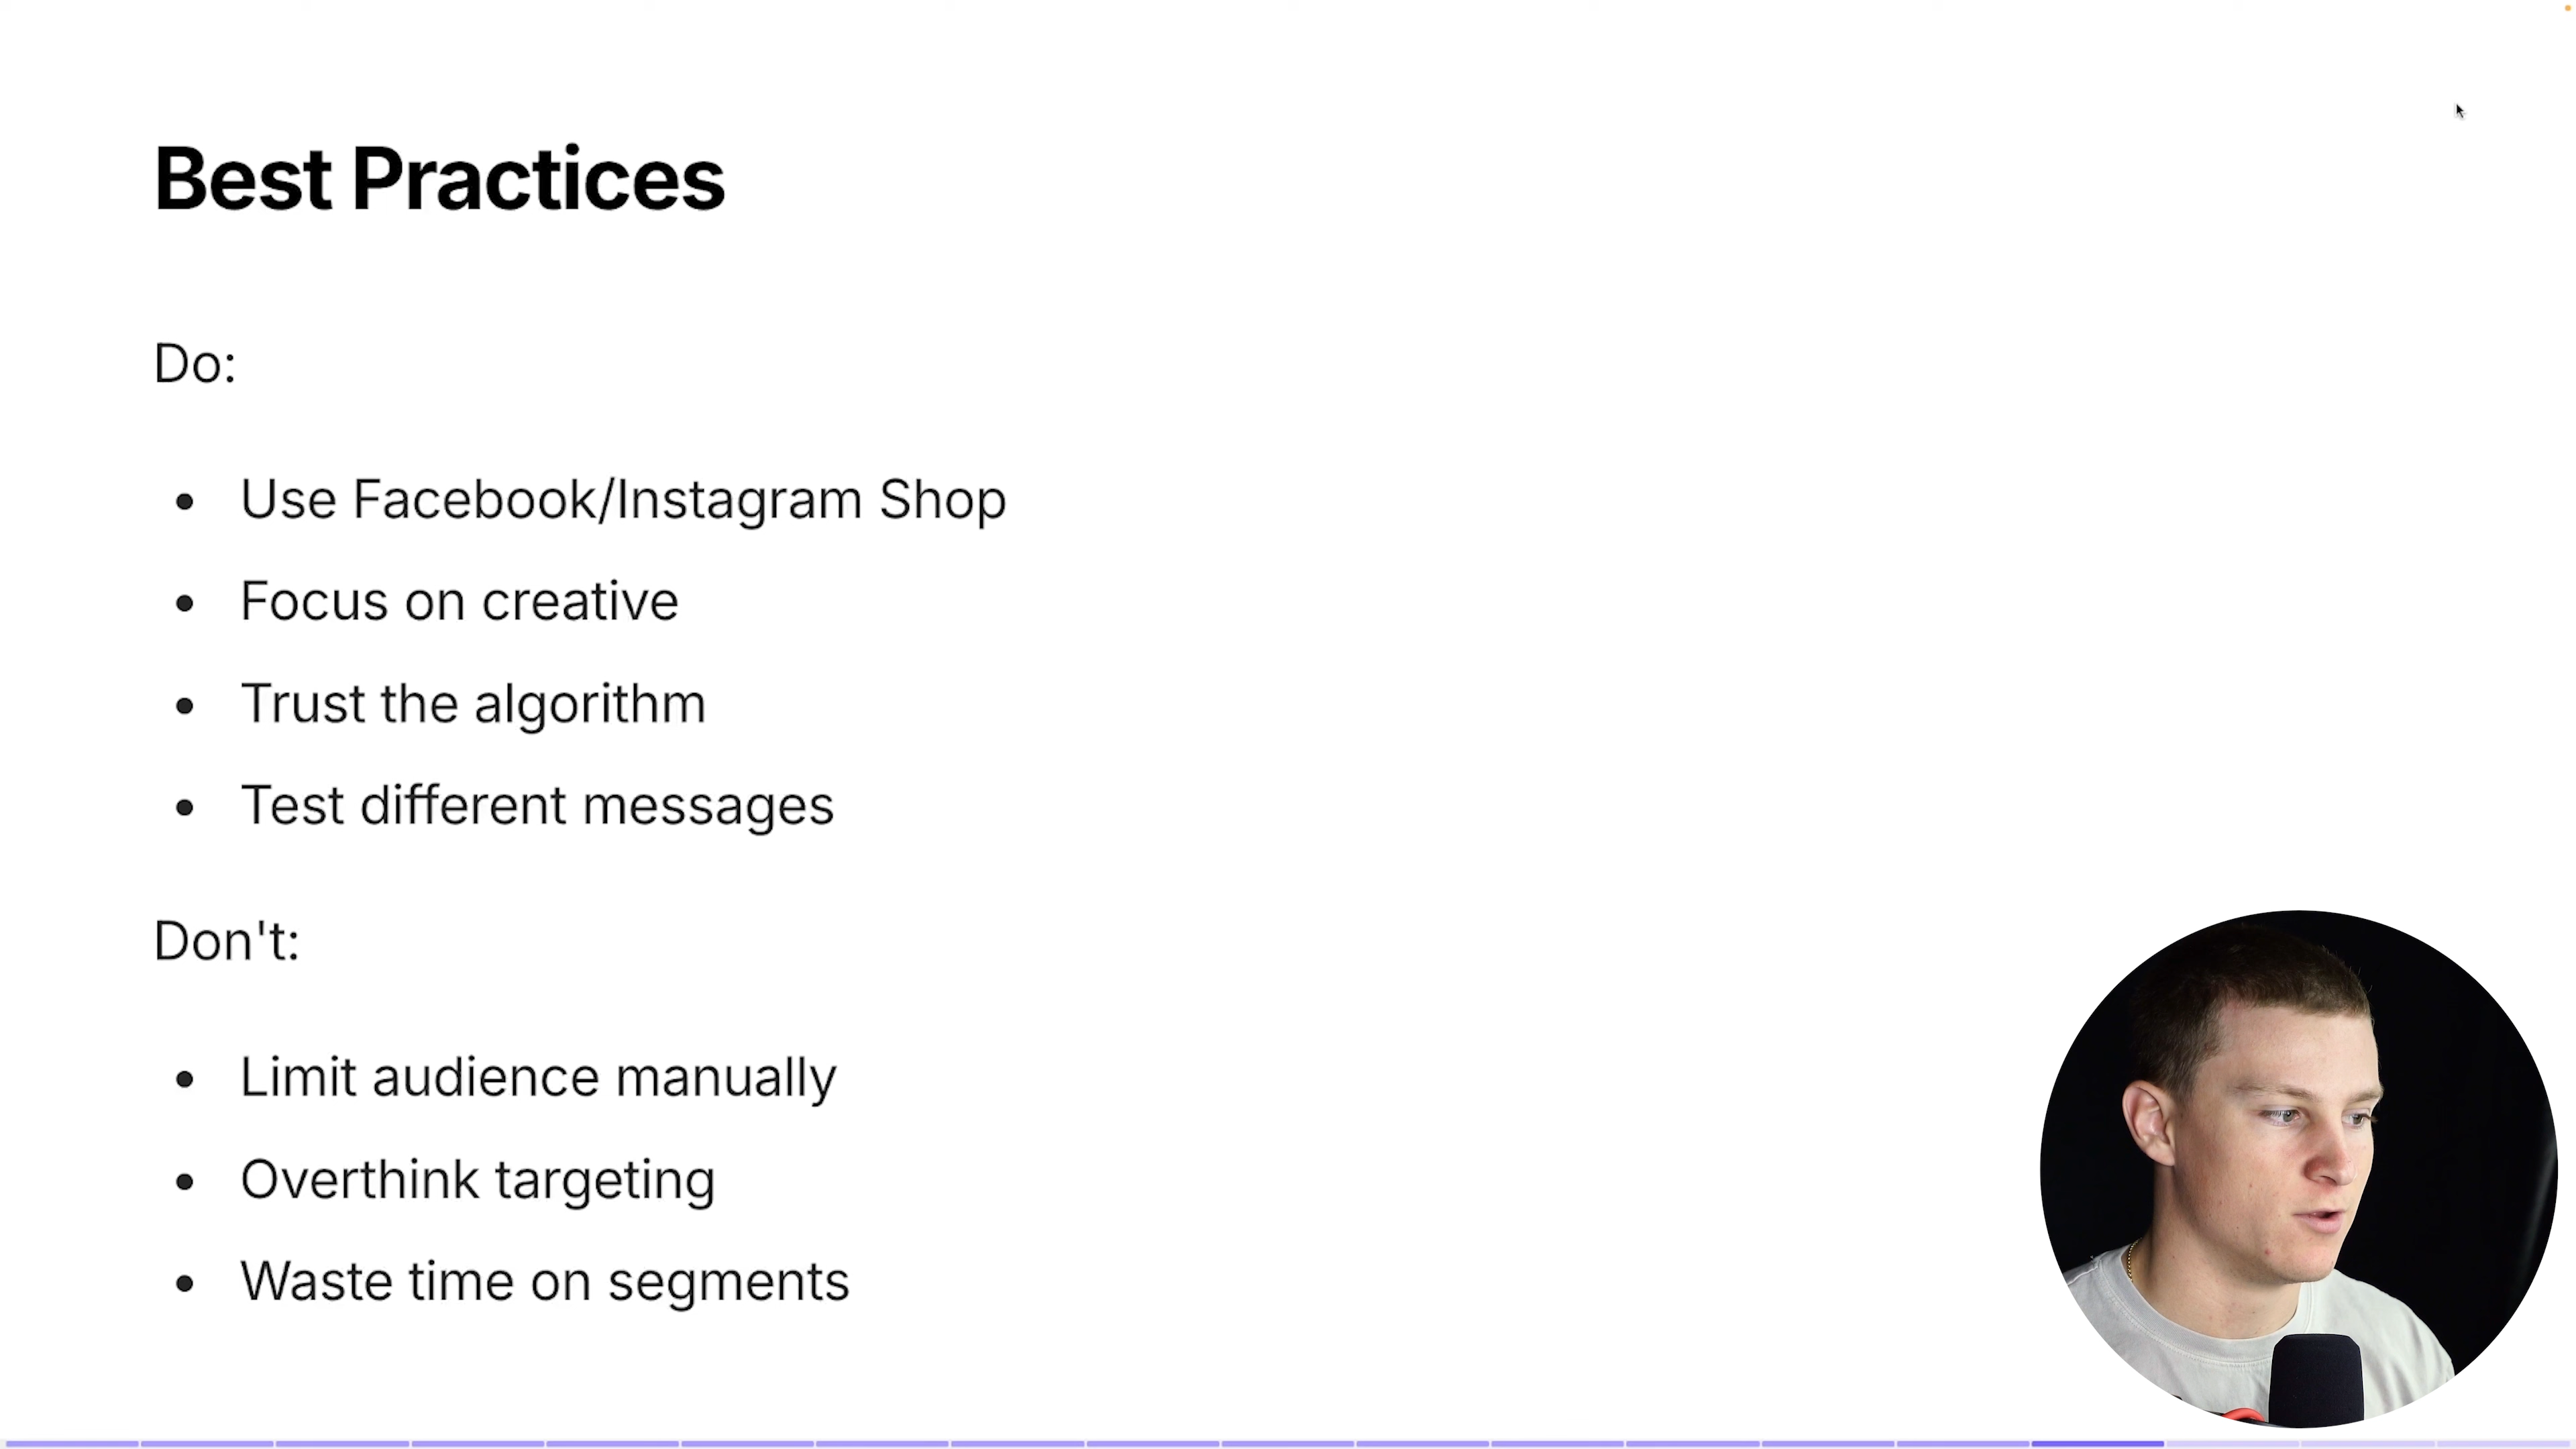 Best Practices
Do:
• Use Facebook/Instagram Shop
• Focus on creative
• Trust the algorithm
• Test different messages
Don't:
• Limit audience manually
• Overthink targeting
• Waste time on segments